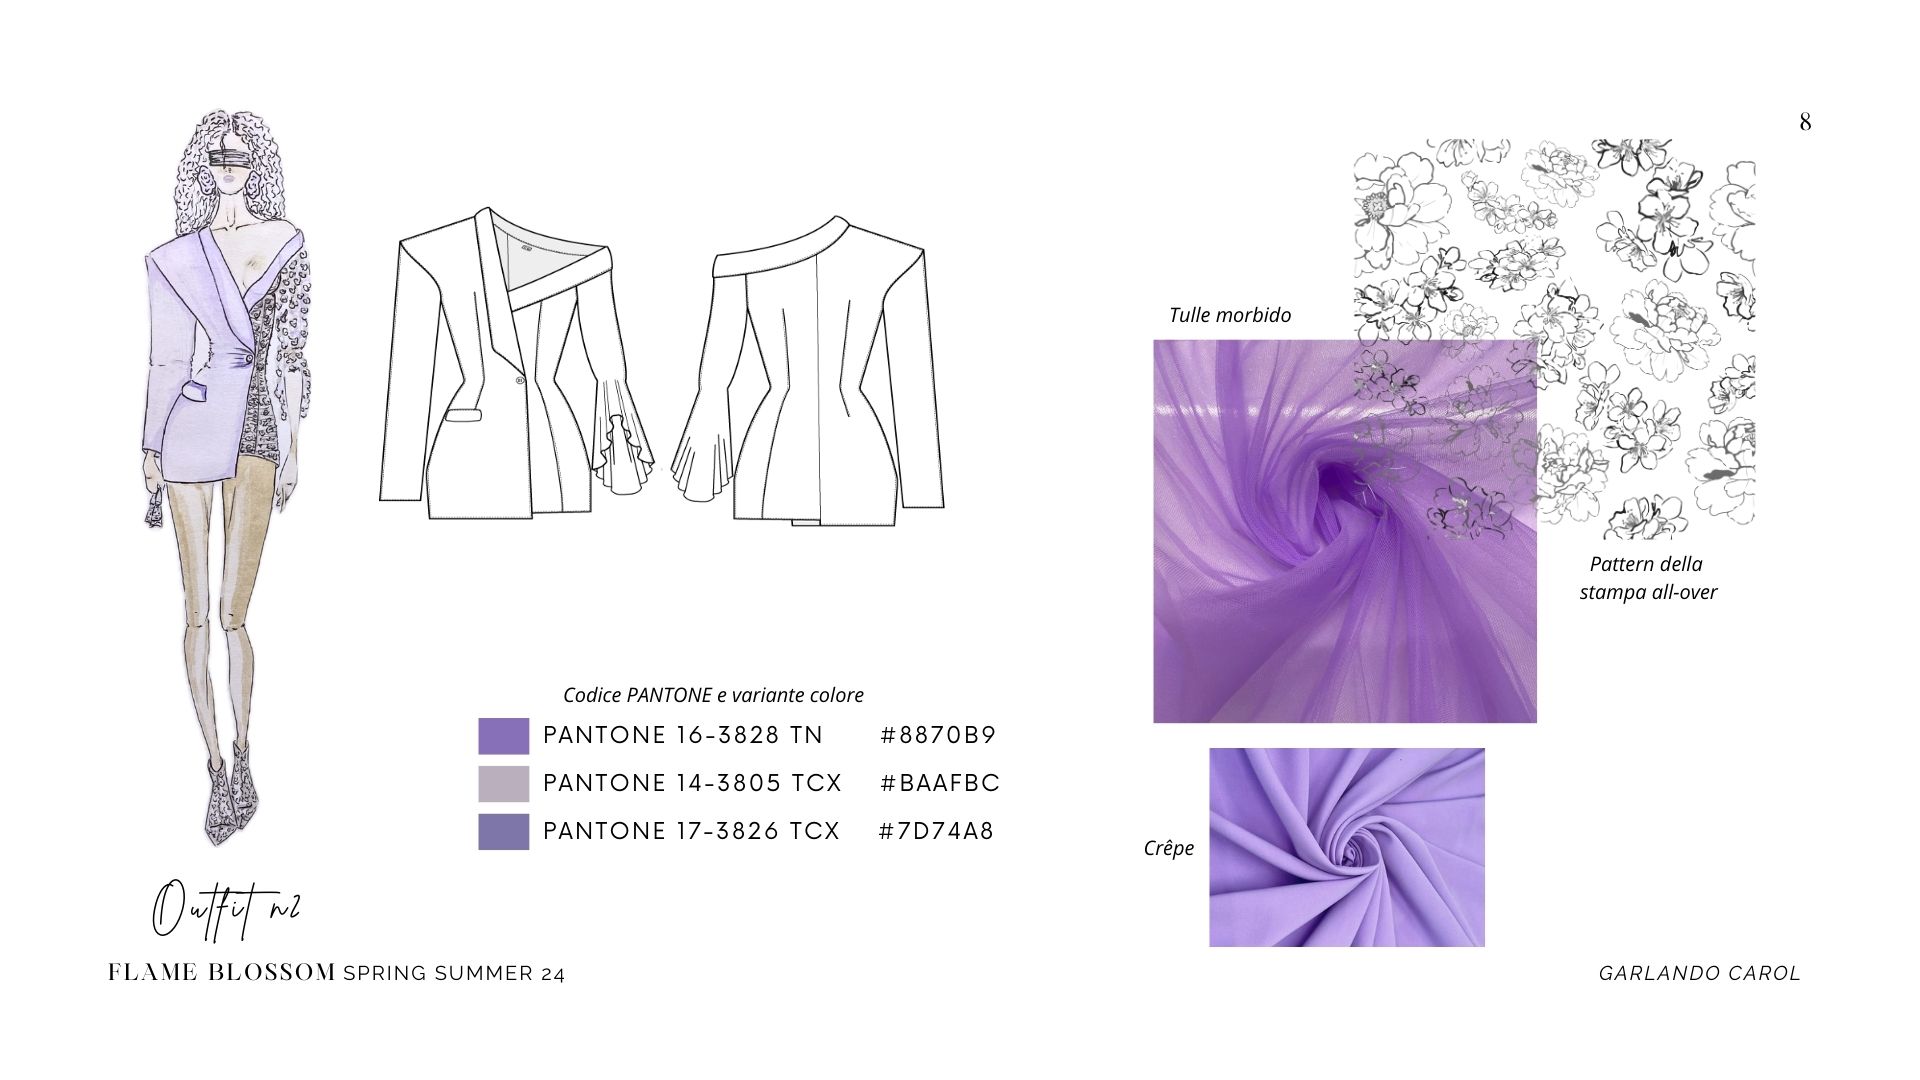 8
Tulle morbido
Pattern della
stampa all-over
Codice PANTONE e variante colore
PANTONE 16-3828 TN #8870B9
PANTONE 14-3805 TCX #BAAFBC
PANTONE 17-3826 TCX #7D74A8
Crêpe
Outfit n2
FLAME BLOSSOM SPRING SUMMER 24
GARLANDO CAROL